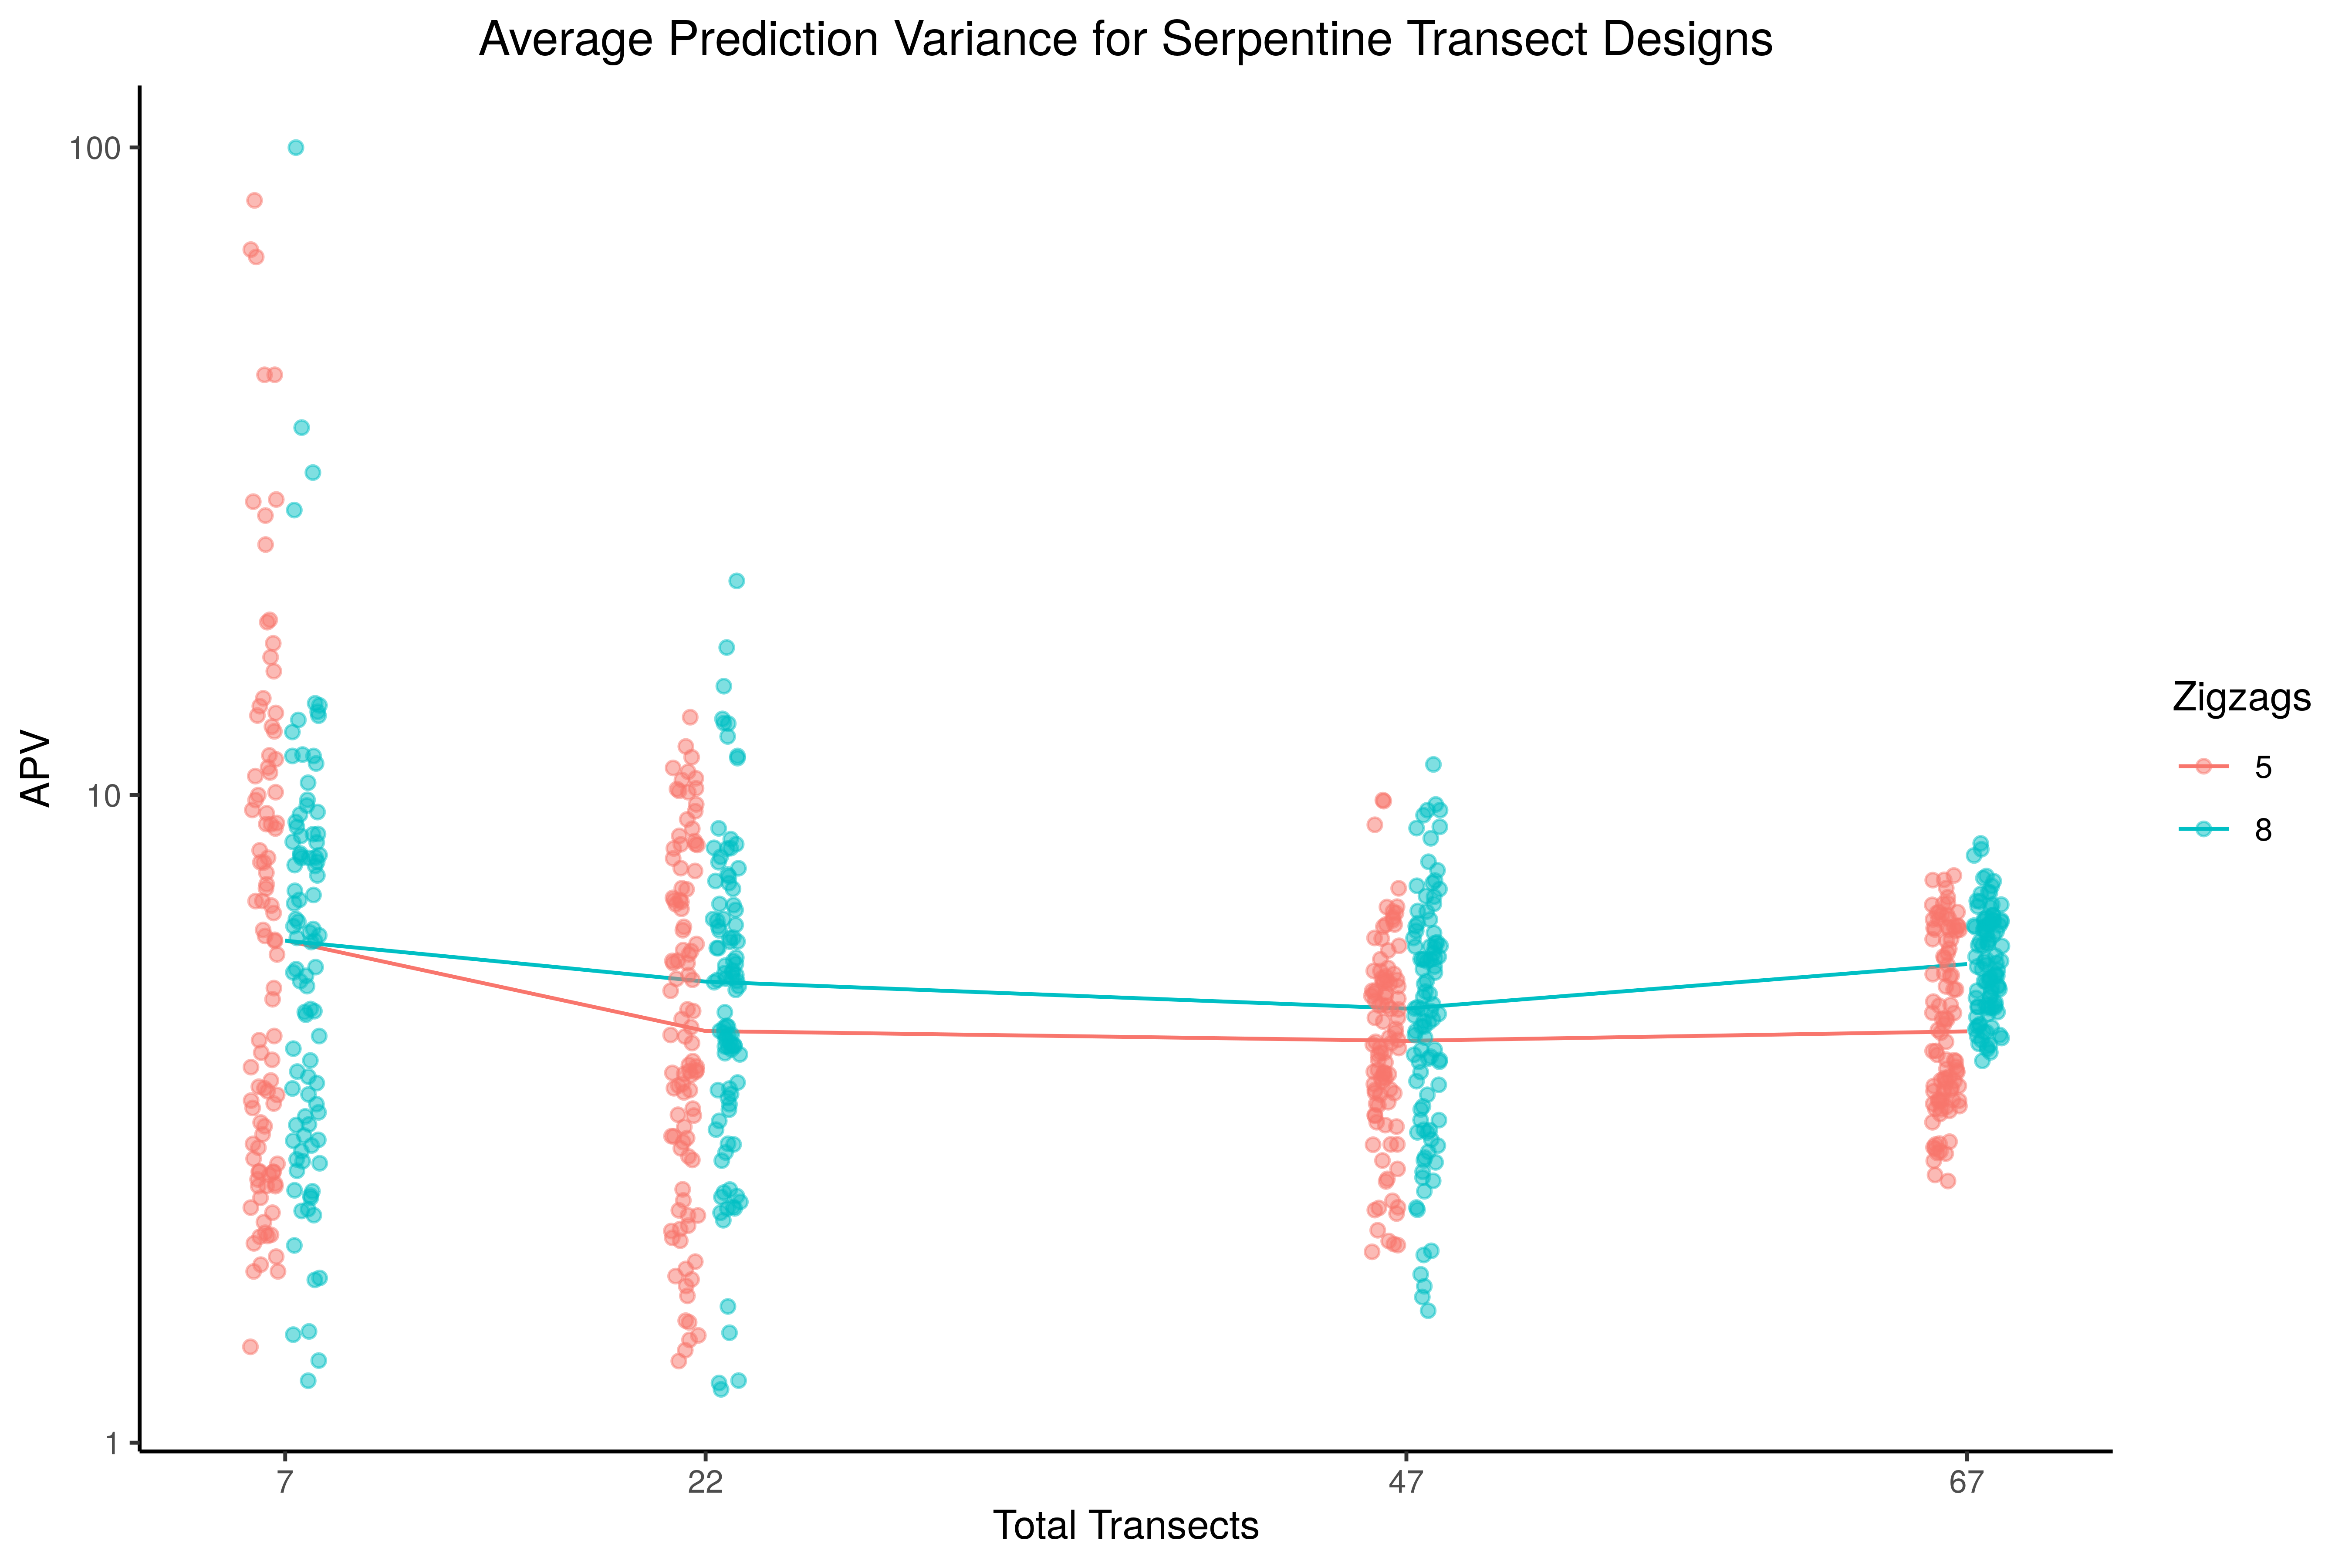 Average Prediction Variance for Serpentine Transect Designs
100
10
1
APV
7 22 47 67
Total Transects
Zigzags
5
8